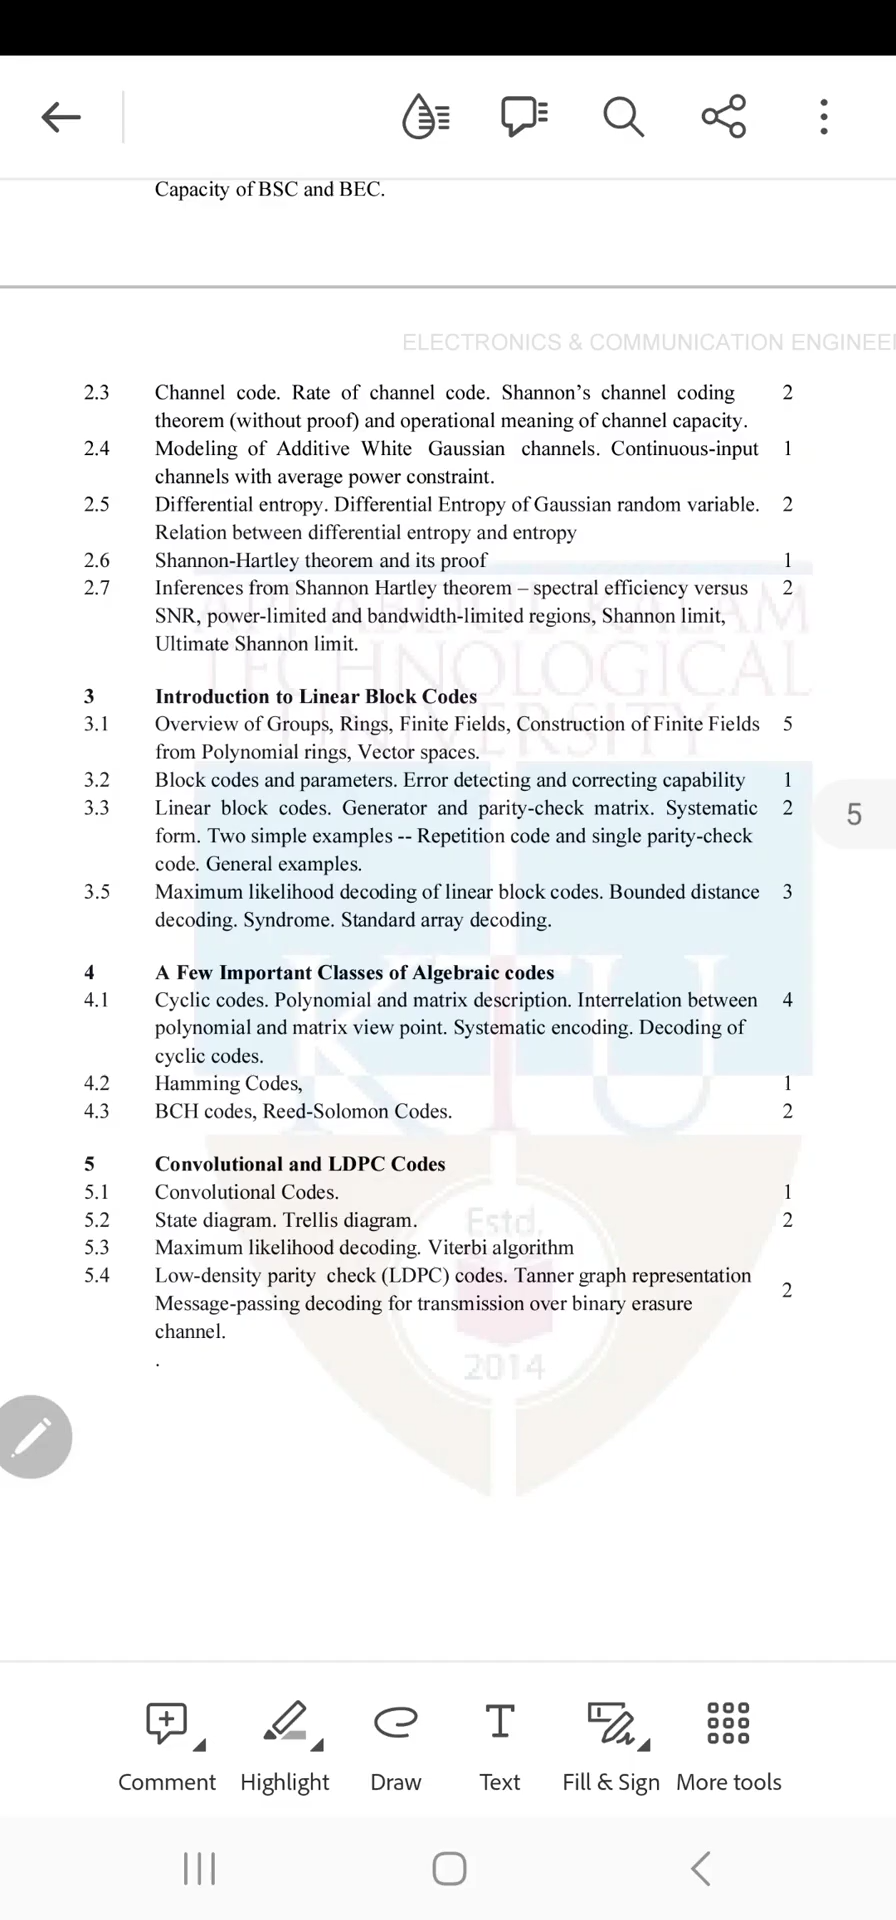 Capacity of BSC and BEC.
ELECTRONICS & COMMUNICATION ENGINEE
2.3 Channel code. Rate of channel code. Shannon’s channel coding 2
theorem (without proof) and operational meaning of channel capacity.
2.4 Modeling of Additive White Gaussian channels. Continuous-input 1
channels with average power constraint.
2.5 Differential entropy. Differential Entropy of Gaussian random variable. 2
Relation between differential entropy and entropy
2.6 Shannon-Hartley theorem and its proof 1
2.7 Inferences from Shannon Hartley theorem – spectral efficiency versus 2
SNR, power-limited and bandwidth-limited regions, Shannon limit,
Ultimate Shannon limit.
3 Introduction to Linear Block Codes
3.1 Overview of Groups, Rings, Finite Fields, Construction of Finite Fields 5
from Polynomial rings, Vector spaces.
3.2 Block codes and parameters. Error detecting and correcting capability 1
3.3 Linear block codes. Generator and parity-check matrix. Systematic 2
form. Two simple examples -- Repetition code and single parity-check
code. General examples.
3.5 Maximum likelihood decoding of linear block codes. Bounded distance 3
decoding. Syndrome. Standard array decoding.
4 A Few Important Classes of Algebraic codes
4.1 Cyclic codes. Polynomial and matrix description. Interrelation between 4
polynomial and matrix view point. Systematic encoding. Decoding of
cyclic codes.
4.2 Hamming Codes, 1
4.3 BCH codes, Reed-Solomon Codes. 2
5 Convolutional and LDPC Codes
5.1 Convolutional Codes. 1
5.2 State diagram. Trellis diagram. 2
5.3 Maximum likelihood decoding. Viterbi algorithm
5.4 Low-density parity check (LDPC) codes. Tanner graph representation 2
Message-passing decoding for transmission over binary erasure
channel.
.
5
TECHNOLOGICAL
UNIVERSITY
KTU
Estd.
2014
Comment Highlight Draw Text Fill & Sign More tools